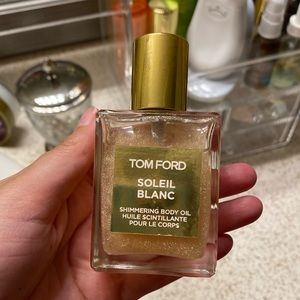 TOM FORD
SOLEIL
BLANC
SHIMMERING BODY OIL
HUILE SCINTILLANTE
POUR LE CORPS